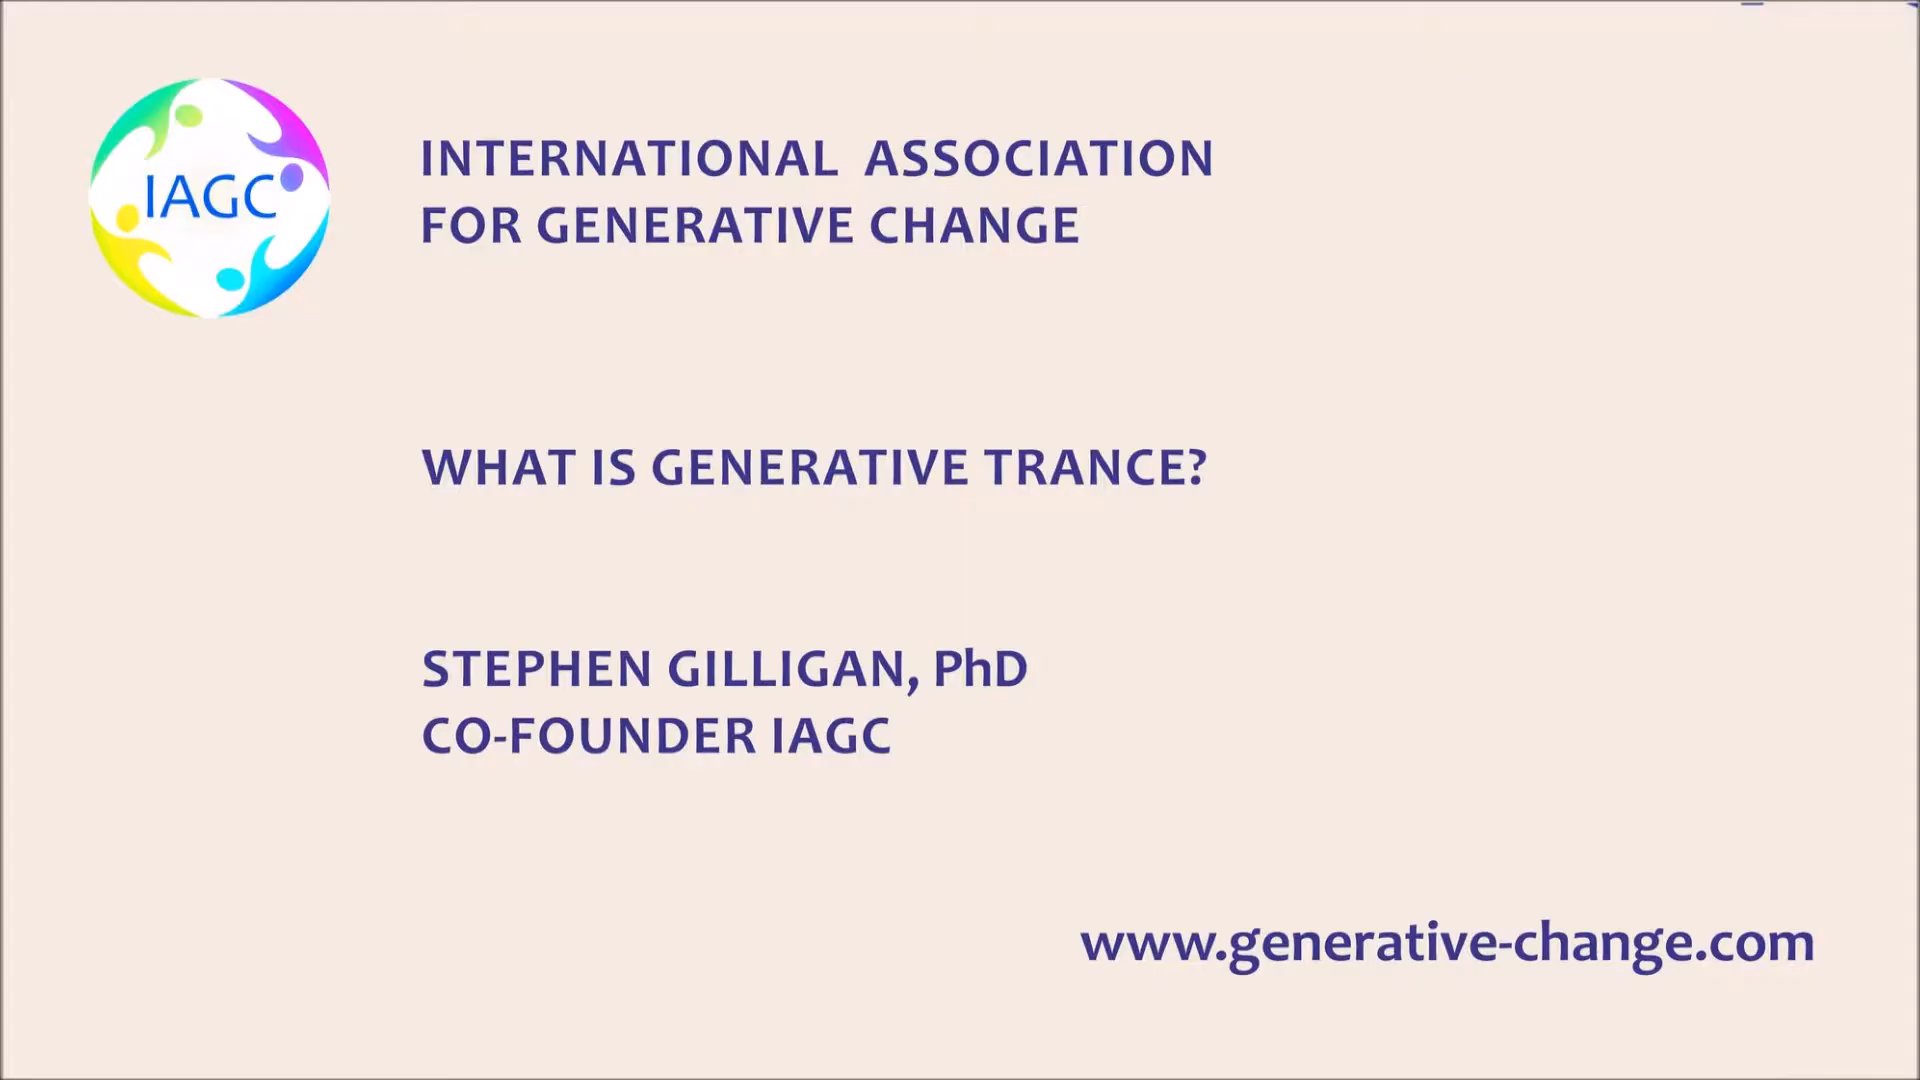 IAGC
INTERNATIONAL ASSOCIATION
FOR GENERATIVE CHANGE
WHAT IS GENERATIVE TRANCE?
STEPHEN GILLIGAN, PhD
CO-FOUNDER IAGC
www.generative-change.com